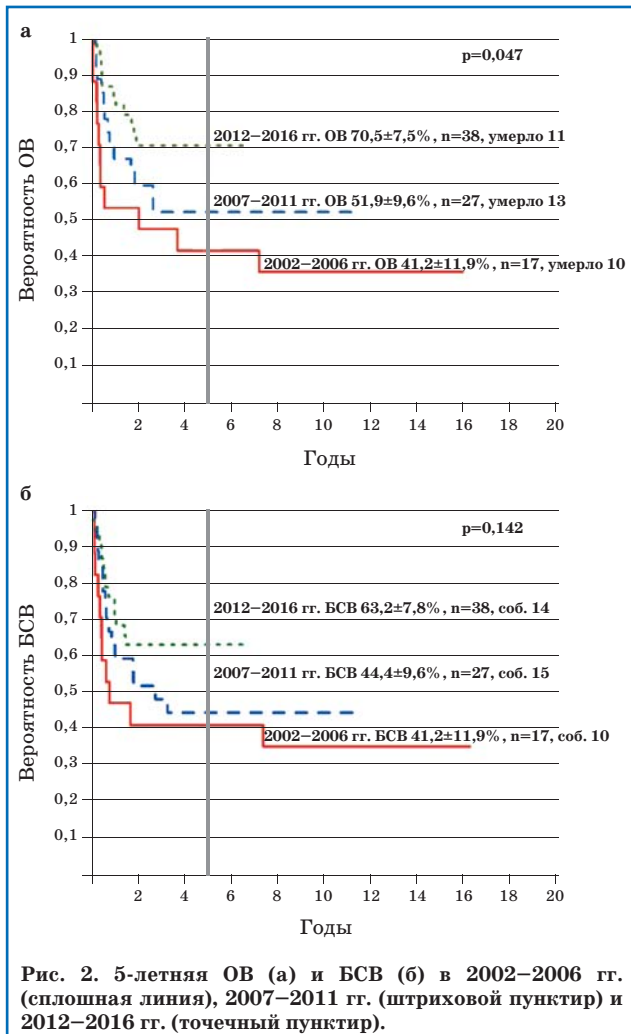 а
1
0,9
0,8
0,7
0,6
0,5
0,4
0,3
0,2
0,1
Вероятность ОВ
p=0,047
2012–2016 гг. ОВ 70,5±7,5%, n=38, умерло 11
2007–2011 гг. ОВ 51,9±9,6%, n=27, умерло 13
2002–2006 гг. ОВ 41,2±11,9%, n=17, умерло 10
2 4 6 8 10 12 14 16 18 20
Годы
б
1
0,9
0,8
0,7
0,6
0,5
0,4
0,3
0,2
0,1
Вероятность БСВ
p=0,142
2012–2016 гг. БСВ 63,2±7,8%, n=38, соб. 14
2007–2011 гг. БСВ 44,4±9,6%, n=27, соб. 15
2002–2006 гг. БСВ 41,2±11,9%, n=17, соб. 10
2 4 6 8 10 12 14 16 18 20
Годы
Рис. 2. 5-летняя ОВ (а) и БСВ (б) в 2002–2006 гг.
(сплошная линия), 2007–2011 гг. (штриховой пунктир) и
2012–2016 гг. (точечный пунктир).